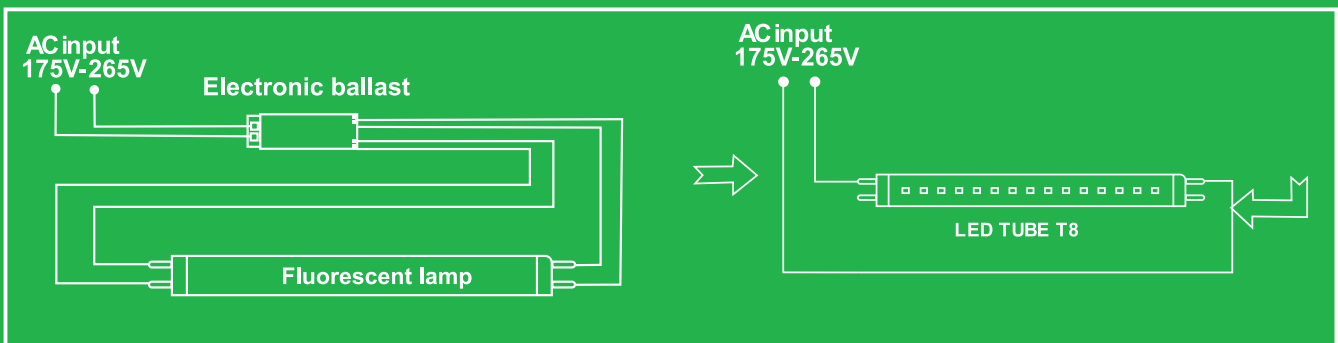 AC input
175V-265V
Electronic ballast
Fluorescent lamp
AC input
175V-265V
LED TUBE T8